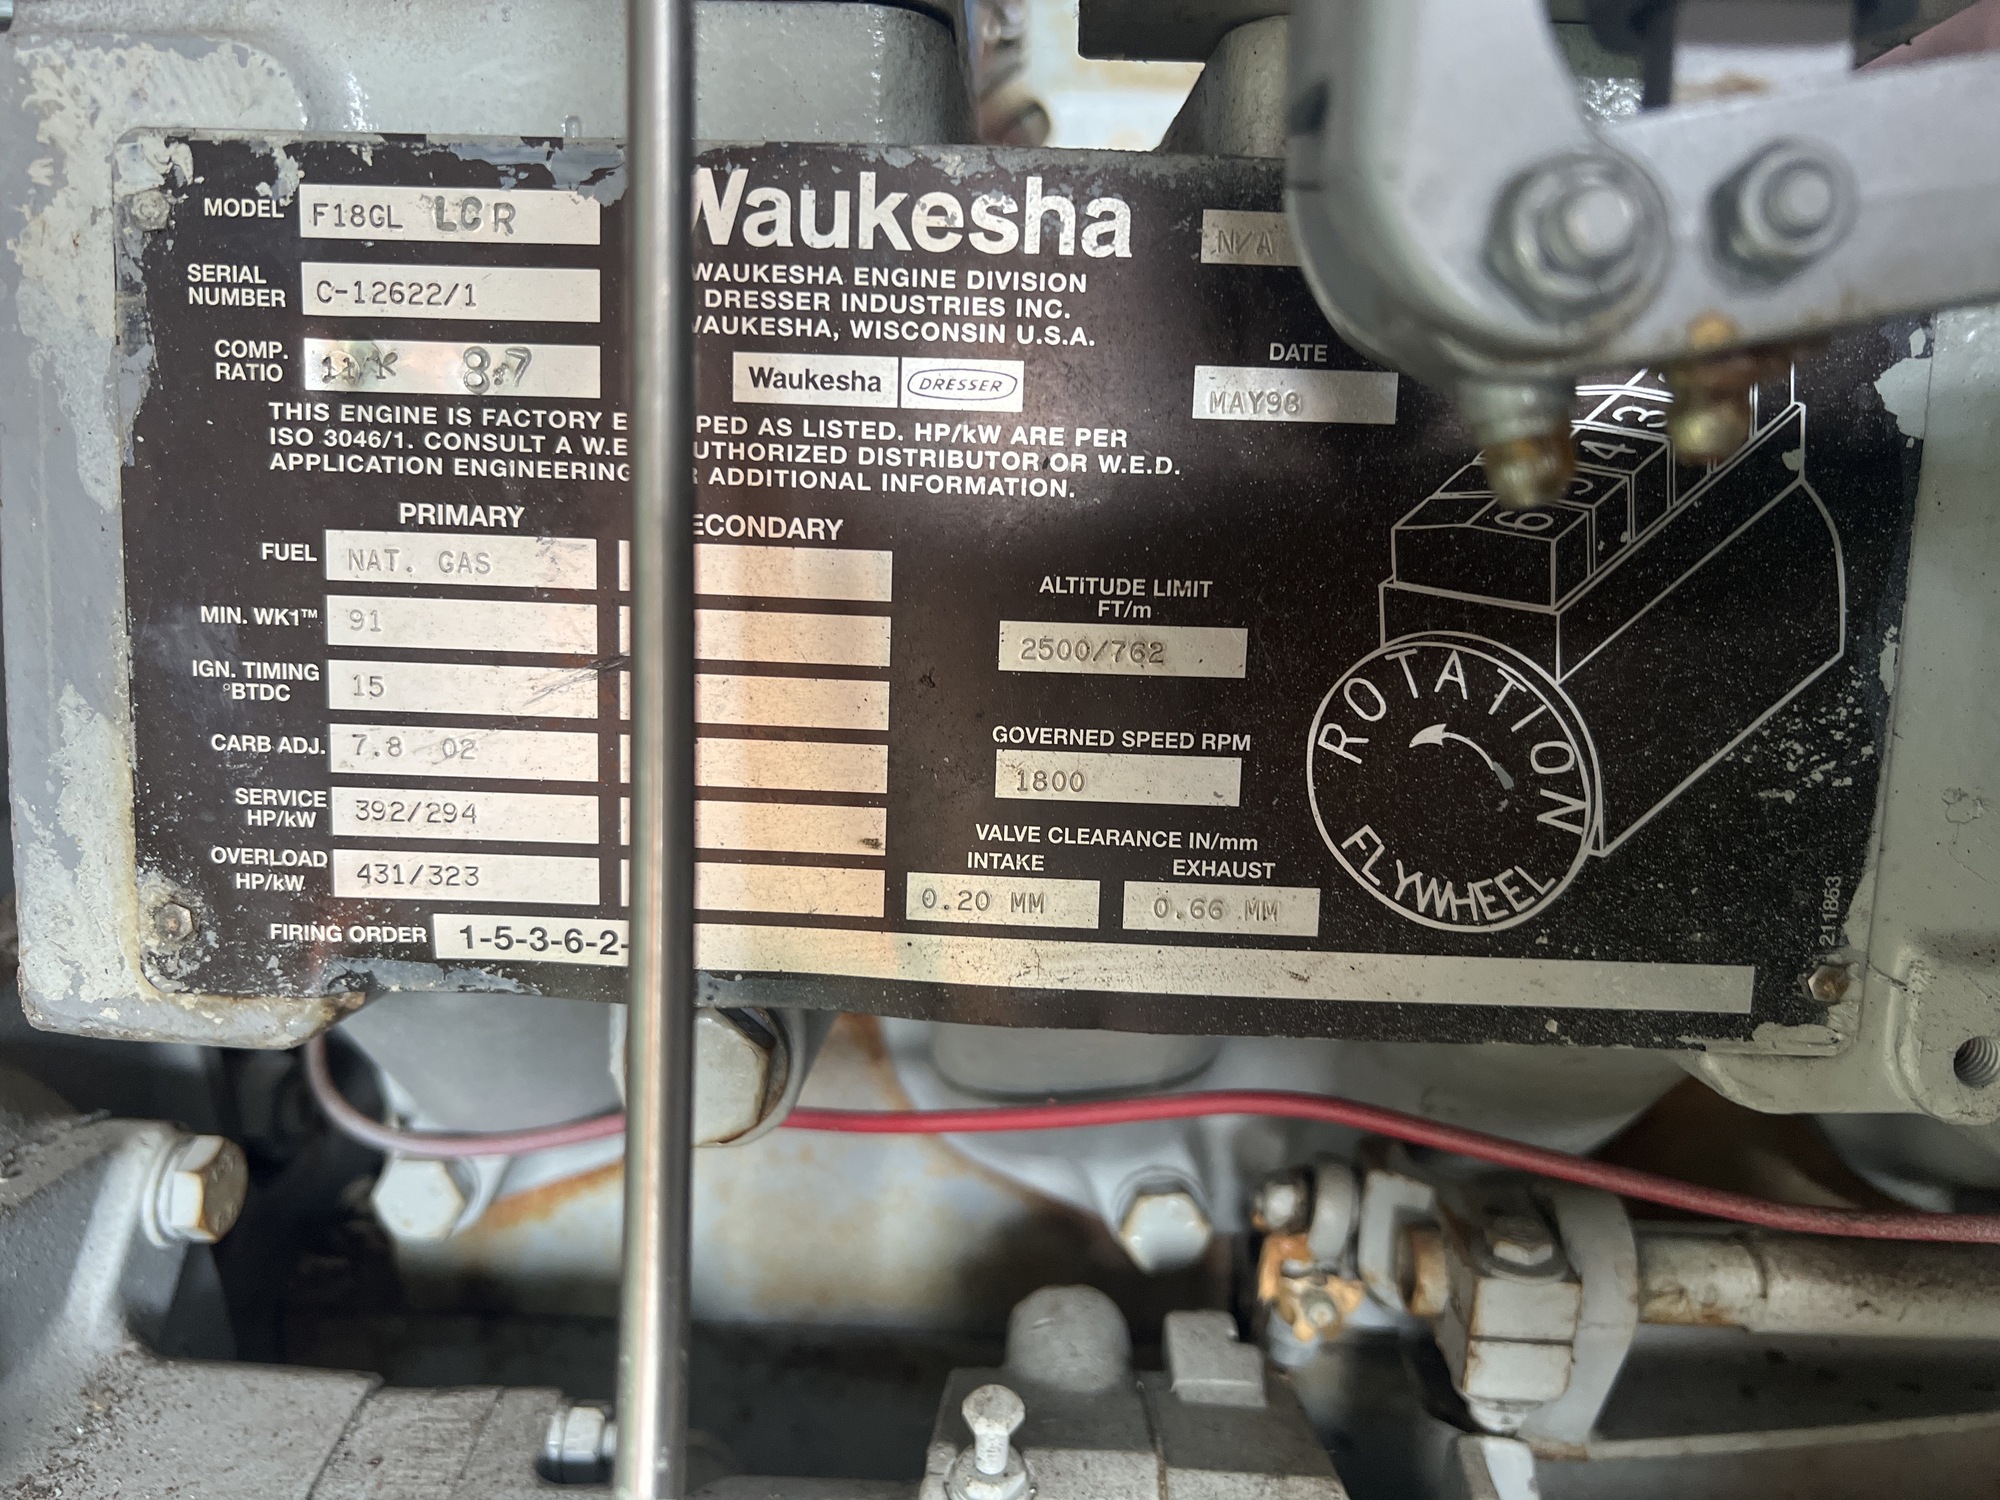 MODEL F18GL LCR
Waukesha
N/A
SERIAL NUMBER C-12622/1
WAUKESHA ENGINE DIVISION
DRESSER INDUSTRIES INC.
WAUKESHA, WISCONSIN U.S.A.
COMP. RATIO 8.7
Waukesha DRESSER
DATE
MAY98
THIS ENGINE IS FACTORY E PED AS LISTED. HP/kW ARE PER
ISO 3046/1. CONSULT A W.E UTHORIZED DISTRIBUTOR OR W.E.D.
APPLICATION ENGINEERING R ADDITIONAL INFORMATION.
PRIMARY
ECONDARY
FUEL NAT. GAS
MIN. WK1™ 91
IGN. TIMING °BTDC 15
CARB ADJ. 7.8 02
SERVICE HP/kW 392/294
OVERLOAD HP/kW 431/323
FIRING ORDER 1-5-3-6-2-
ALTITUDE LIMIT
FT/m
2500/762
GOVERNED SPEED RPM
1800
VALVE CLEARANCE IN/mm
INTAKE EXHAUST
0.20 MM 0.66 MM
6 5 4 3
ROTATION
FLYWHEEL
211883